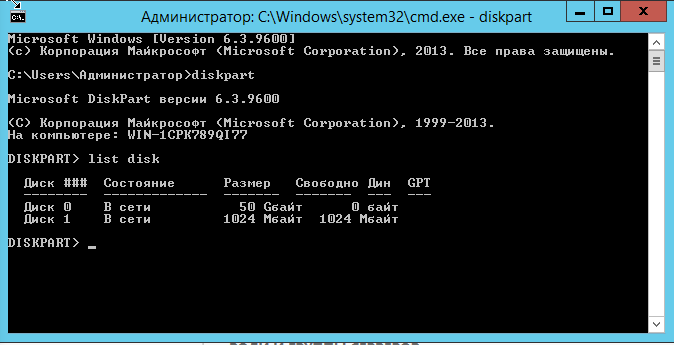 Администратор: C:\Windows\system32\cmd.exe - diskpart
Microsoft Windows [Version 6.3.9600]
(c) Корпорация Майкрософт (Microsoft Corporation), 2013. Все права защищены.
C:\Users\Администратор>diskpart
Microsoft DiskPart версии 6.3.9600
(C) Корпорация Майкрософт (Microsoft Corporation), 1999-2013.
На компьютере: WIN-1CPK789QI77
DISKPART> list disk
Диск ### Состояние Размер Свободно Дин GPT
-------- ------------- ------- ------- --- ---
Диск 0 В сети 50 Gбайт 0 байт
Диск 1 В сети 1024 Mбайт 1024 Mбайт
DISKPART> _